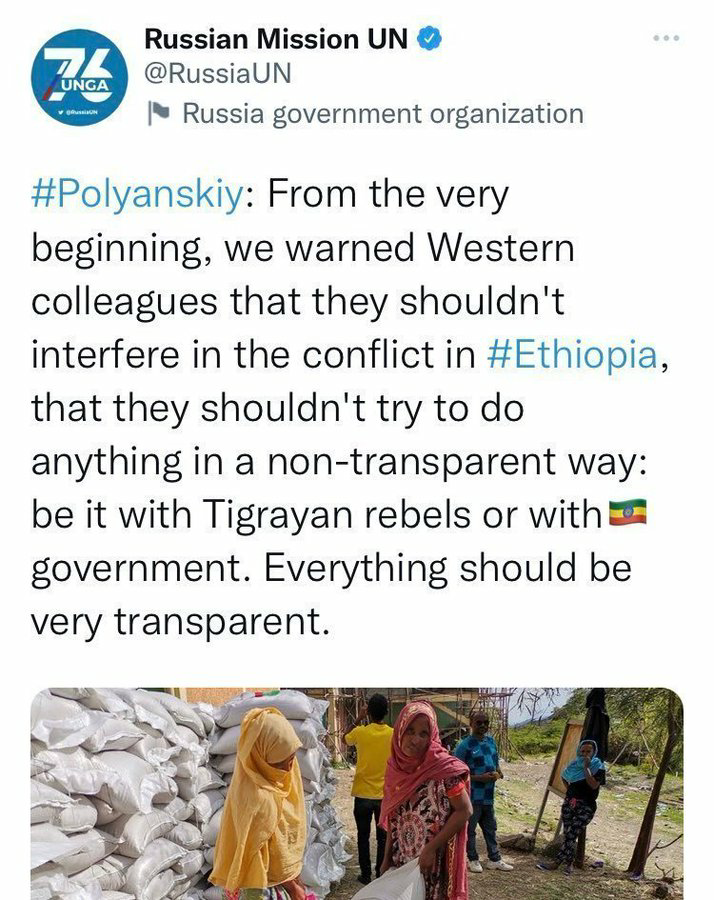 Russian Mission UN
@RussiaUN
Russia government organization
76
UNGA
@RussiaUN
#Polyanskiy: From the very
beginning, we warned Western
colleagues that they shouldn't
interfere in the conflict in #Ethiopia,
that they shouldn't try to do
anything in a non-transparent way:
be it with Tigrayan rebels or with🇪🇹
government. Everything should be
very transparent.